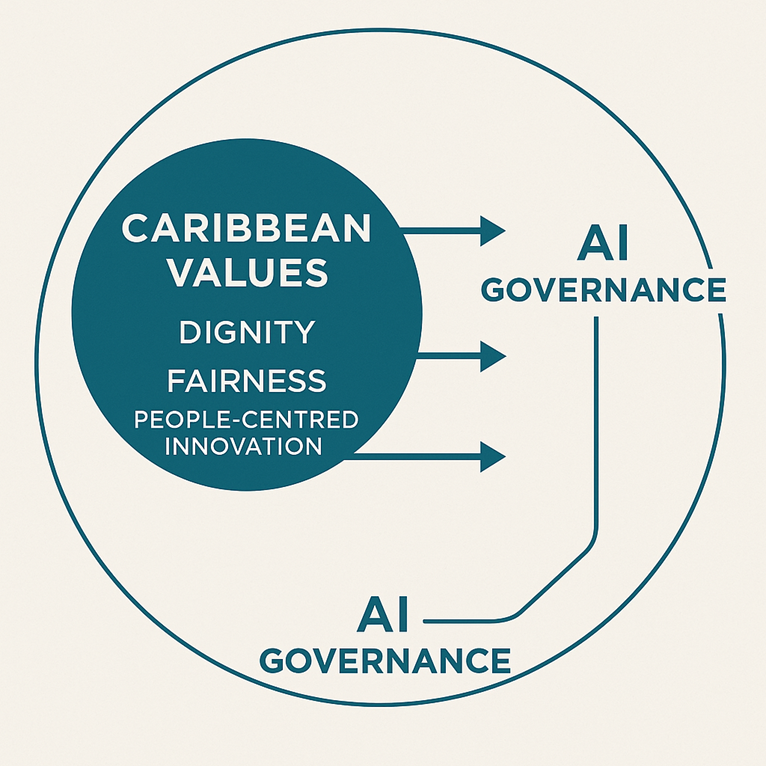 CARIBBEAN
VALUES
DIGNITY
FAIRNESS
PEOPLE-CENTRED
INNOVATION
AI
GOVERNANCE
AI
GOVERNANCE